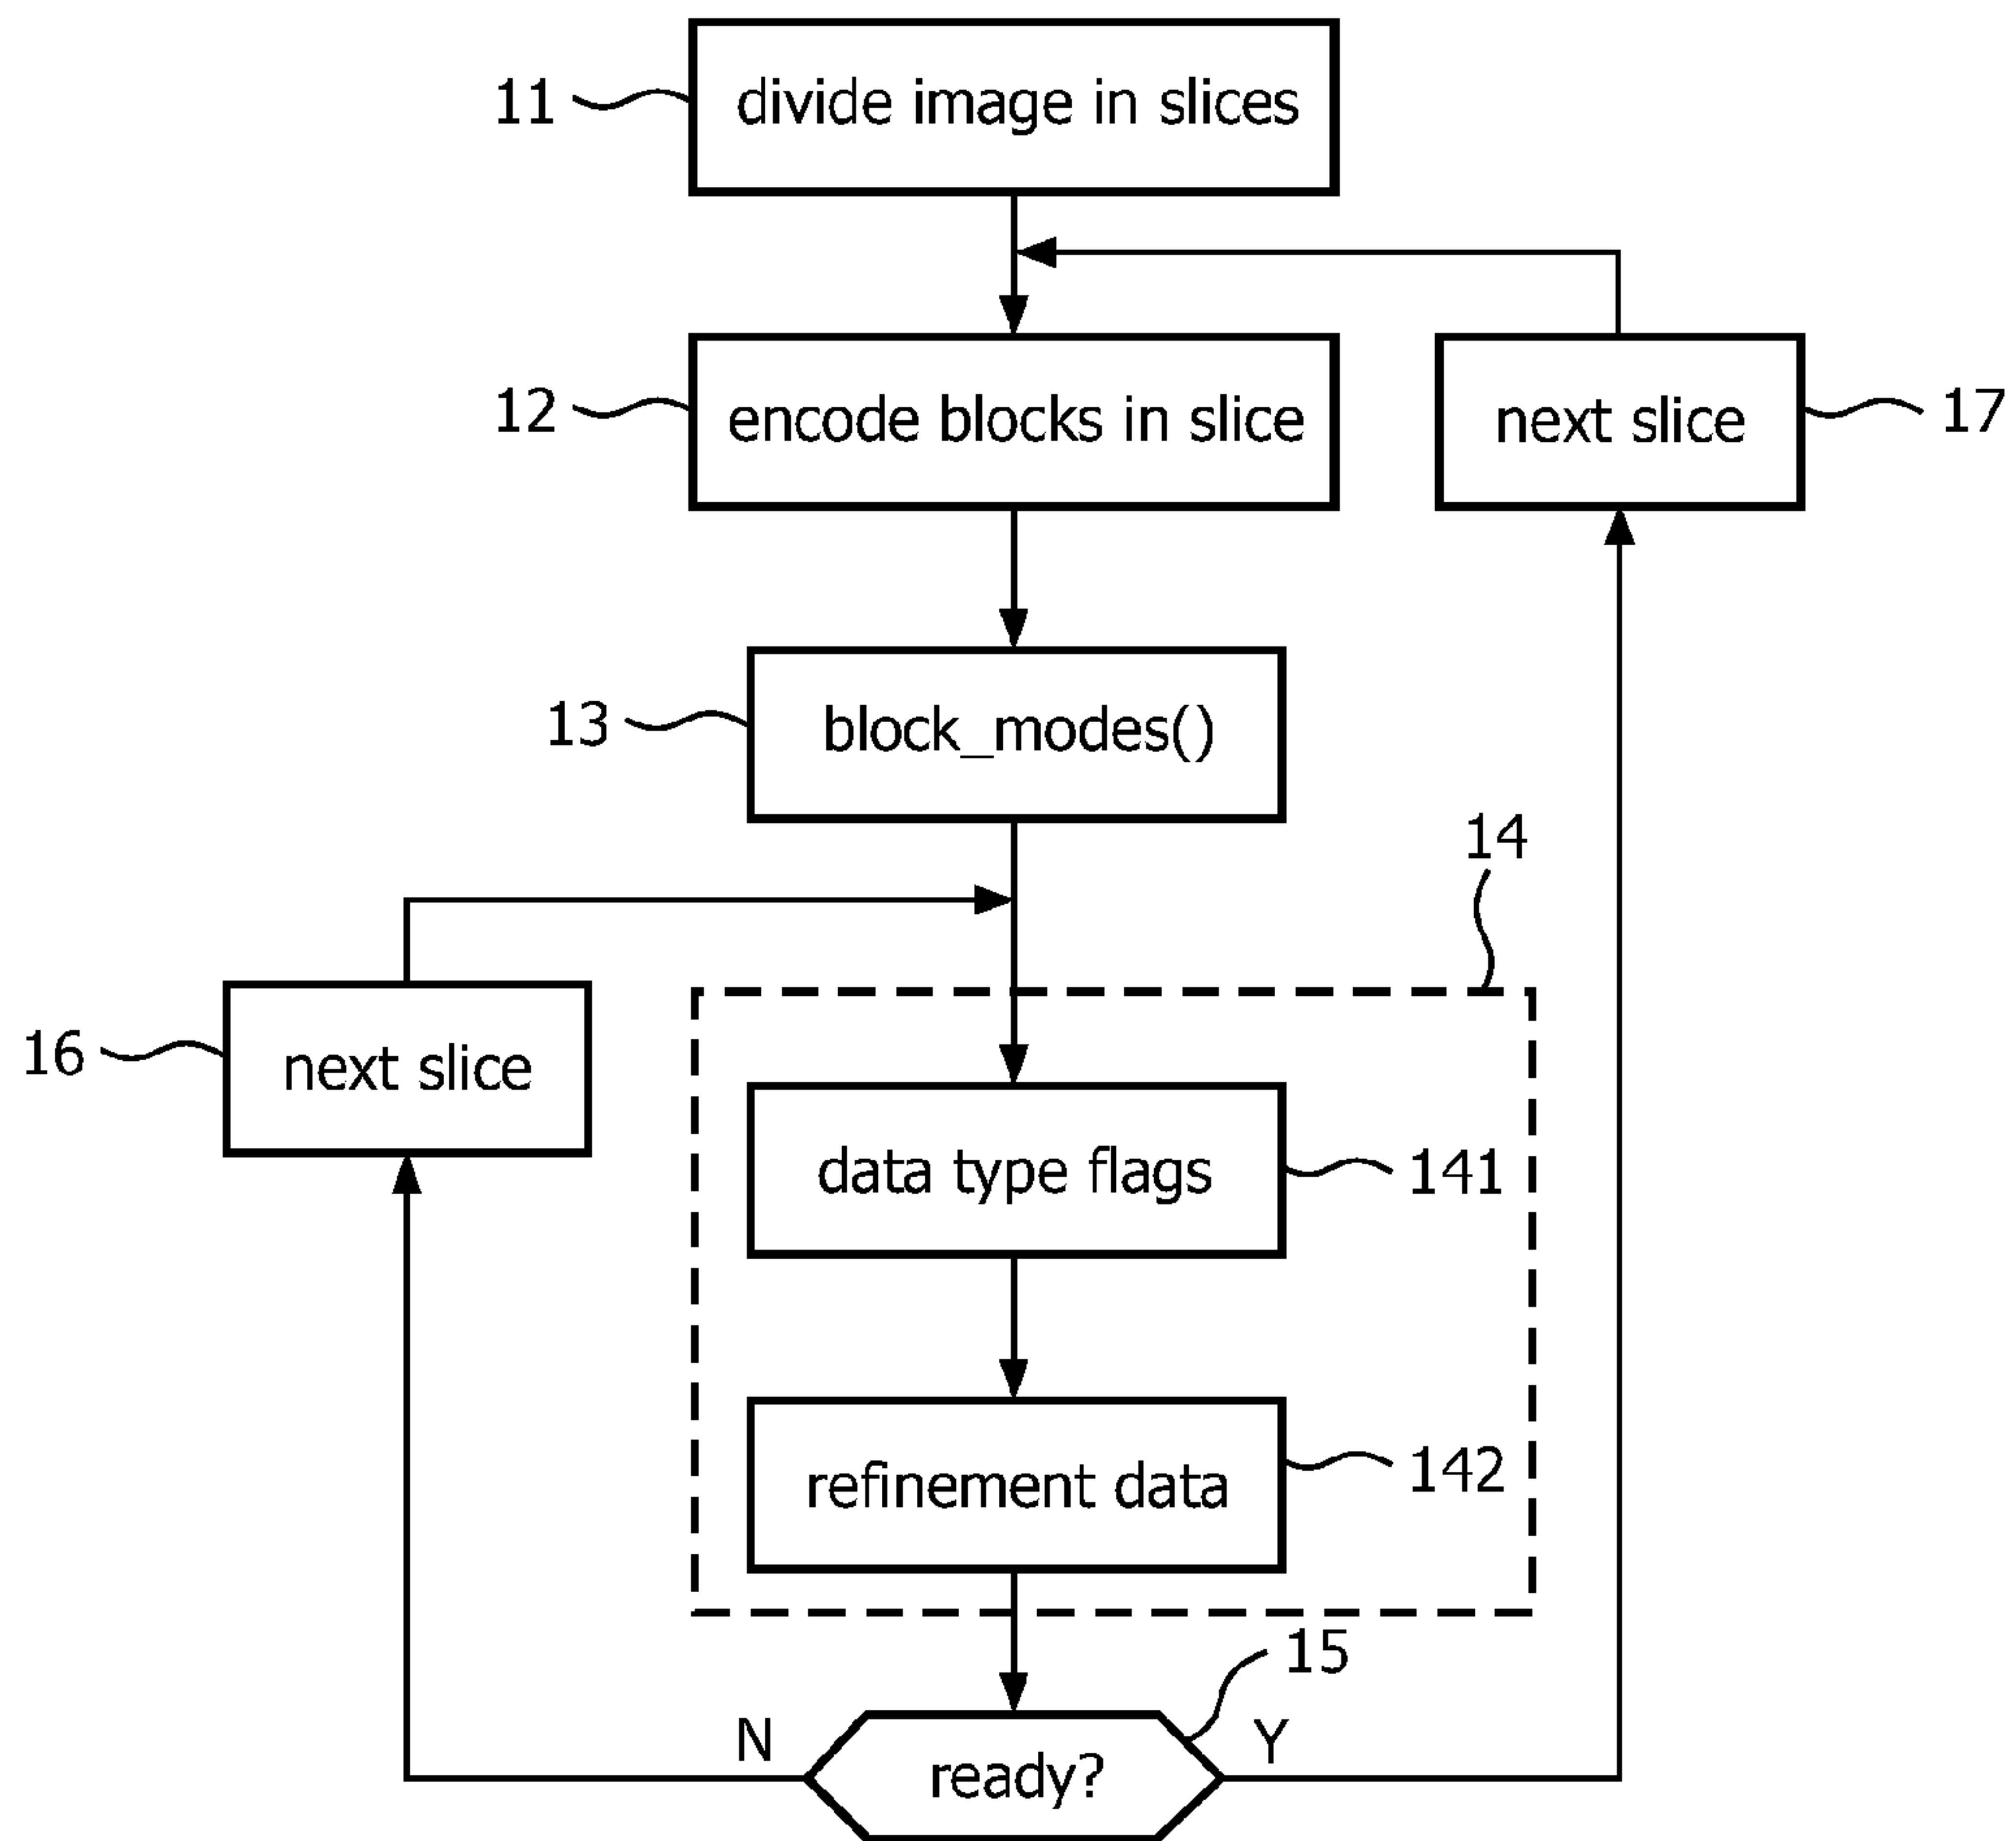 11
divide image in slices
12
encode blocks in slice
next slice
17
13
block_modes()
14
16
next slice
data type flags
141
refinement data
142
15
N
Y
ready?